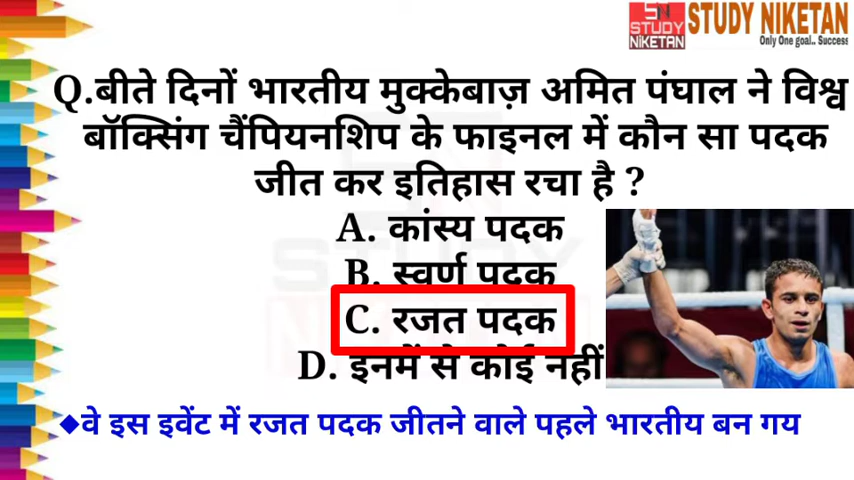 SN
STUDY
NIKETAN
STUDY NIKETAN
Only One goal.. Success
Q.बीते दिनों भारतीय मुक्केबाज़ अमित पंघाल ने विश्व
बॉक्सिंग चैंपियनशिप के फाइनल में कौन सा पदक
जीत कर इतिहास रचा है ?
A. कांस्य पदक
B. स्वर्ण पदक
C. रजत पदक
D. इनमें से कोई नहीं
◆वे इस इवेंट में रजत पदक जीतने वाले पहले भारतीय बन गय